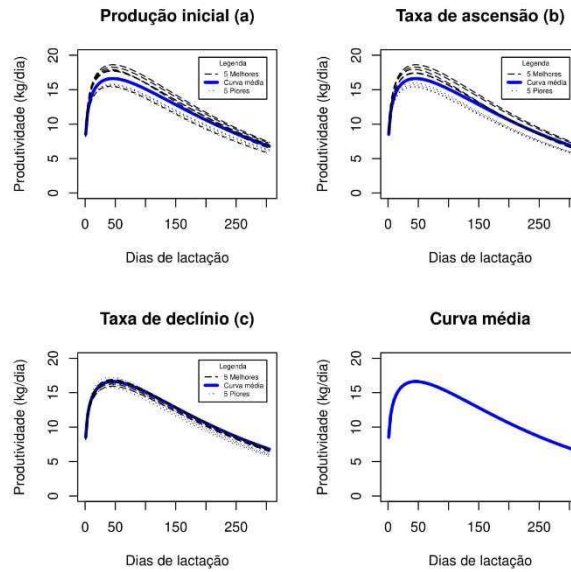 Produção inicial (a)
Produtividade (kg/dia)
20
15
10
5
0
Legenda
5 Melhores
Curva média
5 Piores
0 50 150 250
Dias de lactação
Taxa de ascensão (b)
Produtividade (kg/dia)
20
15
10
5
0
Legenda
5 Melhores
Curva média
5 Piores
0 50 150 250
Dias de lactação
Taxa de declínio (c)
Produtividade (kg/dia)
20
15
10
5
0
Legenda
5 Melhores
Curva média
5 Piores
0 50 150 250
Dias de lactação
Curva média
Produtividade (kg/dia)
20
15
10
5
0
0 50 150 250
Dias de lactação